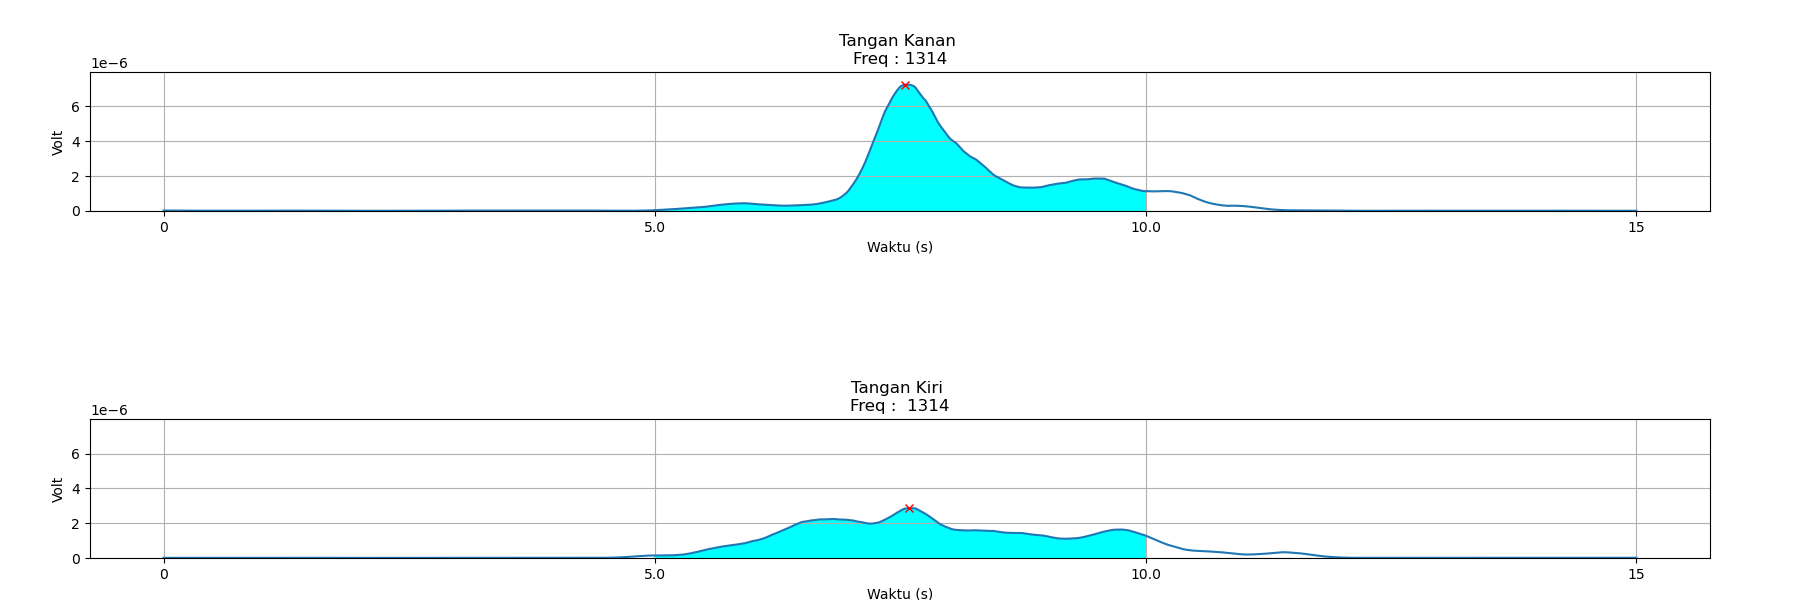 Tangan Kanan
Freq : 1314
1e−6
6
4
2
0
Volt
0 5.0 10.0 15
Waktu (s)
Tangan Kiri
Freq :  1314
1e−6
6
4
2
0
Volt
0 5.0 10.0 15
Waktu (s)